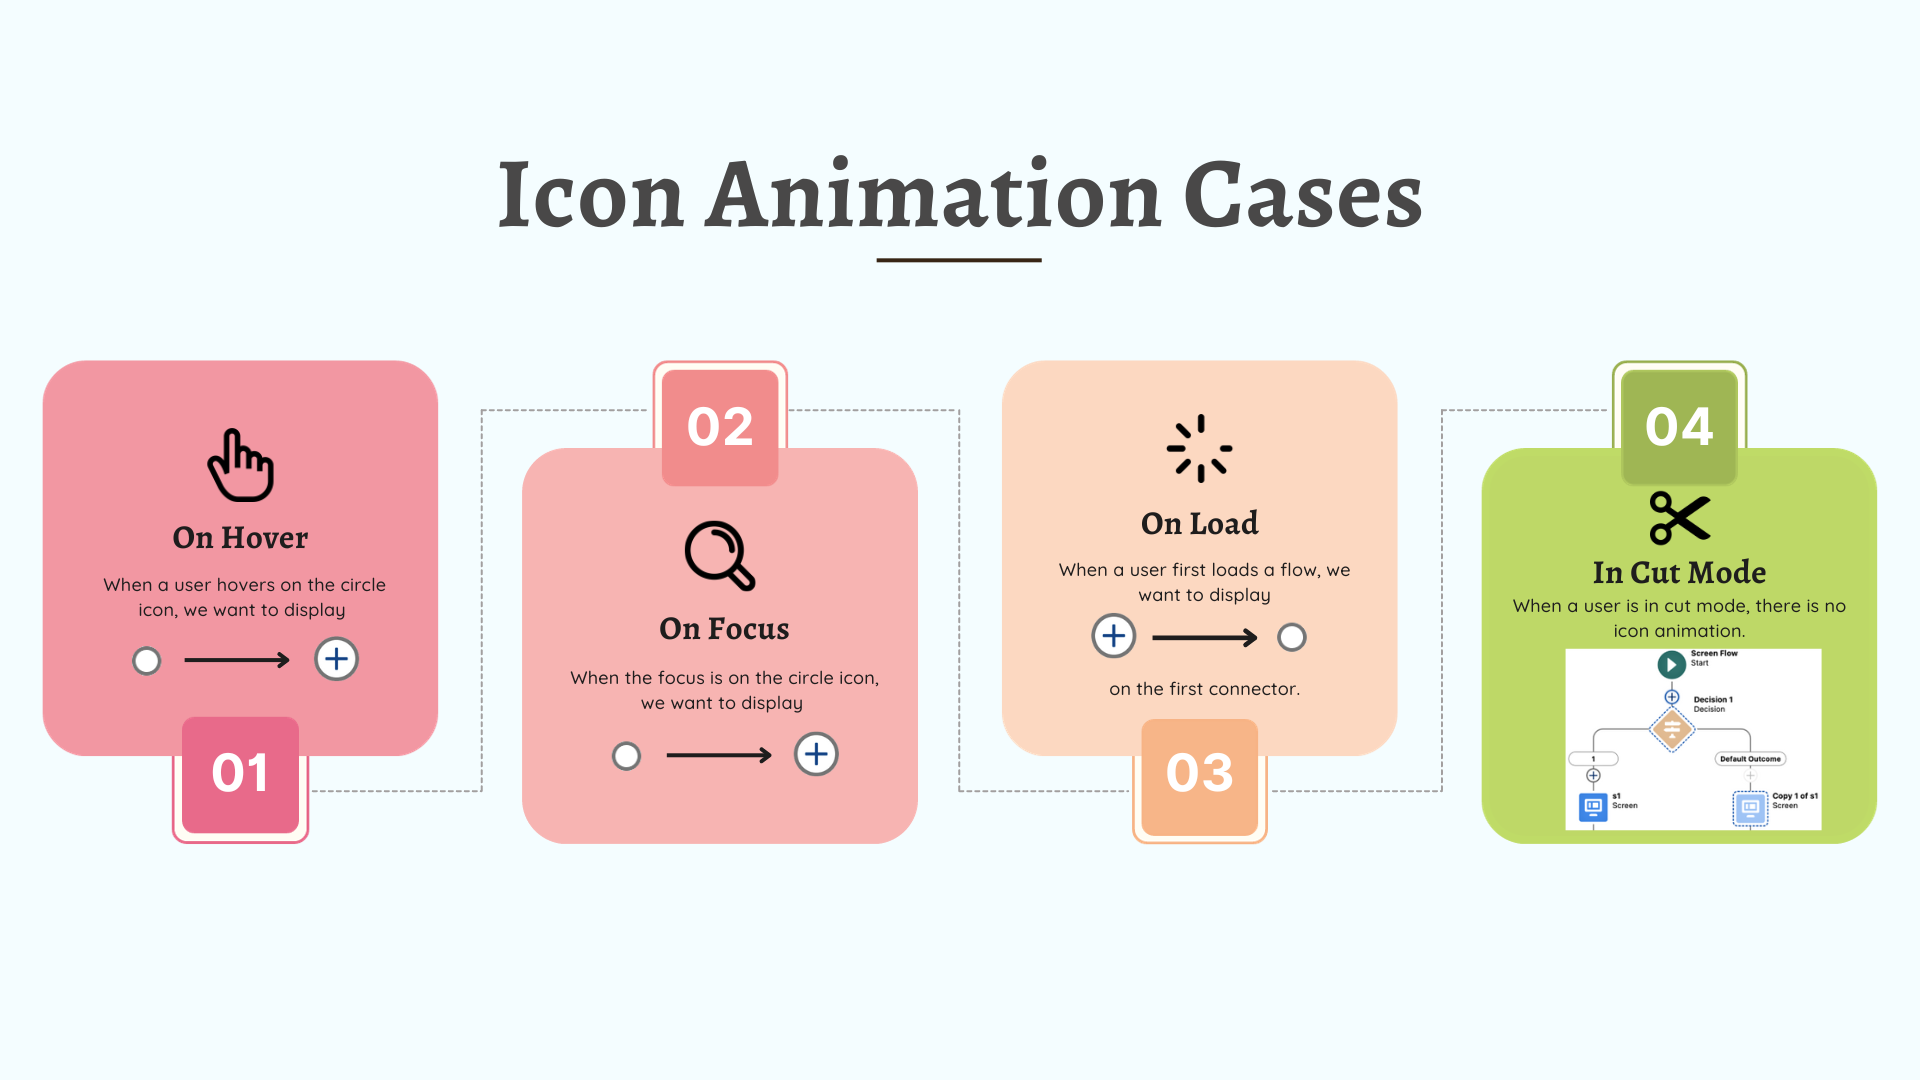 Icon Animation Cases
On Hover
When a user hovers on the circle
icon, we want to display
01
02
On Focus
When the focus is on the circle icon,
we want to display
On Load
When a user first loads a flow, we
want to display
on the first connector.
03
04
In Cut Mode
When a user is in cut mode, there is no
icon animation.
Screen Flow
Start
Decision 1
Decision
1
Default Outcome
s1
Screen
Copy 1 of s1
Screen